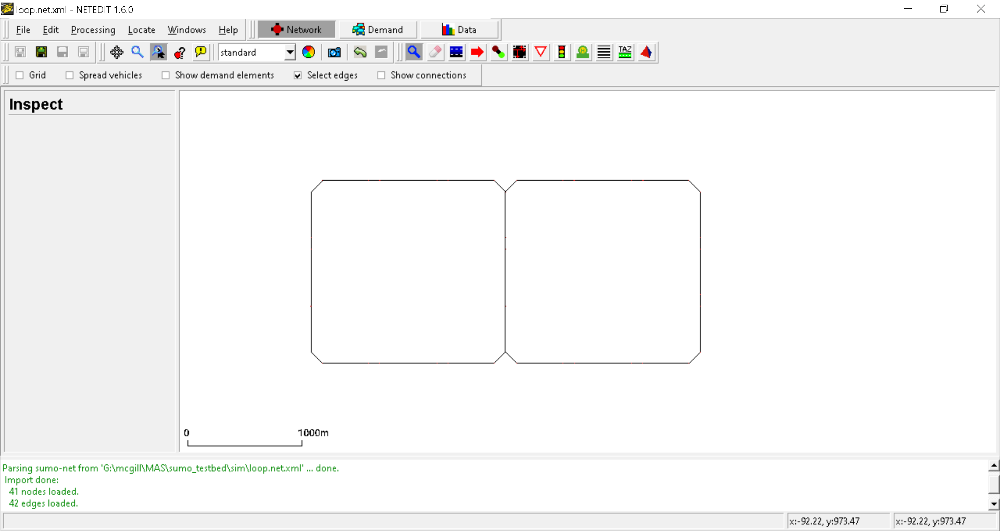 loop.net.xml - NETEDIT 1.6.0
File Edit Processing Locate Windows Help Network Demand Data
standard TAZ
Grid Spread vehicles Show demand elements Select edges Show connections
Inspect
0 1000m
Parsing sumo-net from 'G:\mcgill\MAS\sumo_testbed\sim\loop.net.xml' ... done.
Import done:
41 nodes loaded.
42 edges loaded.
x:-92.22, y:973.47 x:-92.22, y:973.47